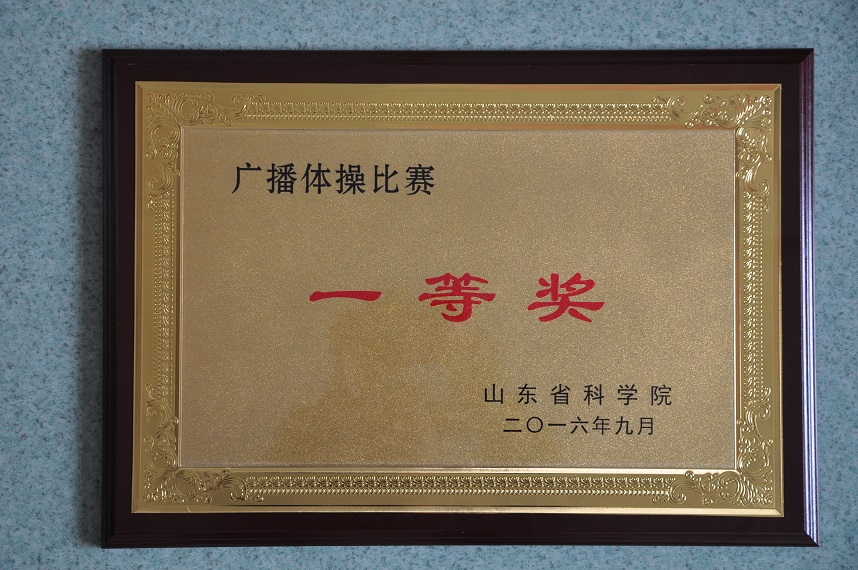 广播体操比赛
一等奖
山东省科学院
二〇一六年九月